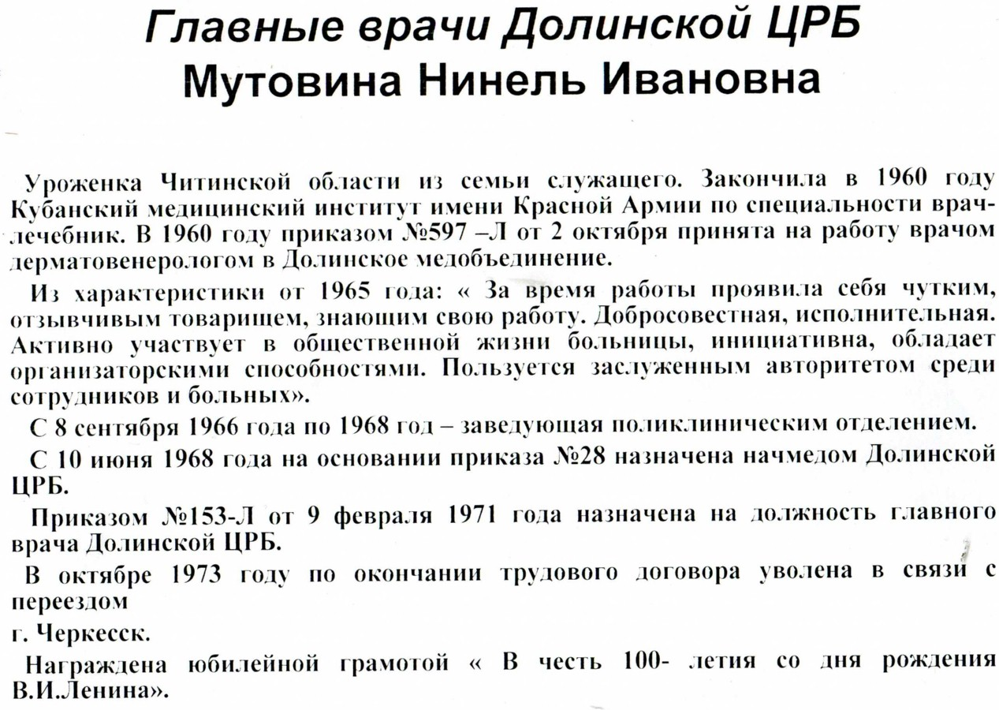 Главные врачи Долинской ЦРБ
Мутовина Нинель Ивановна
Уроженка Читинской области из семьи служащего. Закончила в 1960 году
Кубанский медицинский институт имени Красной Армии по специальности врач-
лечебник. В 1960 году приказом №597 –Л от 2 октября принята на работу врачом
дерматовенерологом в Долинское медобъединение.
Из характеристики от 1965 года: « За время работы проявила себя чутким,
отзывчивым товарищем, знающим свою работу. Добросовестная, исполнительная.
Активно участвует в общественной жизни больницы, инициативна, обладает
организаторскими способностями. Пользуется заслуженным авторитетом среди
сотрудников и больных».
С 8 сентября 1966 года по 1968 год – заведующая поликлиническим отделением.
С 10 июня 1968 года на основании приказа №28 назначена начмедом Долинской
ЦРБ.
Приказом №153-Л от 9 февраля 1971 года назначена на должность главного
врача Долинской ЦРБ.
В октябре 1973 году по окончании трудового договора уволена в связи с
переездом
г. Черкесск.
Награждена юбилейной грамотой « В честь 100- летия со дня рождения
В.И.Ленина».